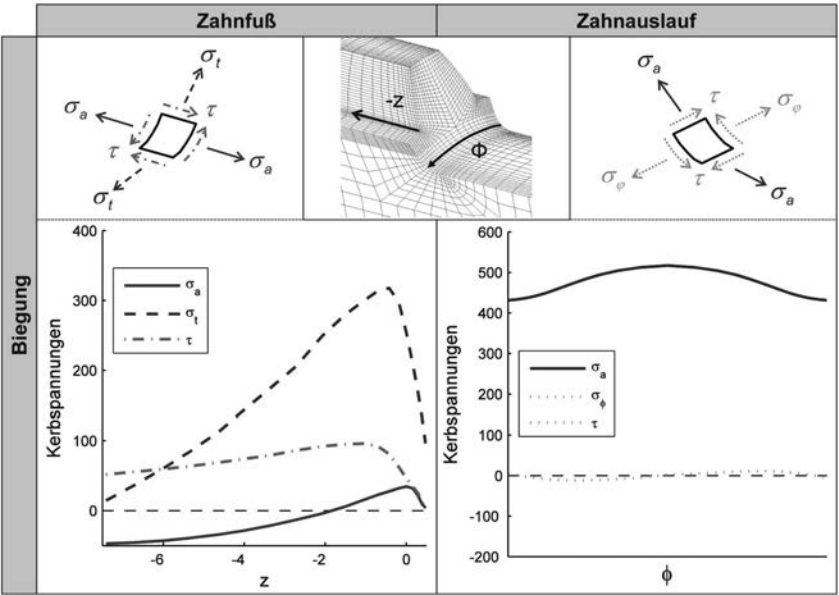 Zahnfuß
Zahnauslauf
Biegung
σt
σa
τ
τ
σa
σt
-z
Φ
σa
τ
σφ
σφ
τ
σa
400
300
200
100
0
Kerbspannungen
σa
σt
τ
-6
-4
-2
0
z
600
500
400
300
200
100
0
-100
-200
Kerbspannungen
σa
σϕ
τ
ϕ